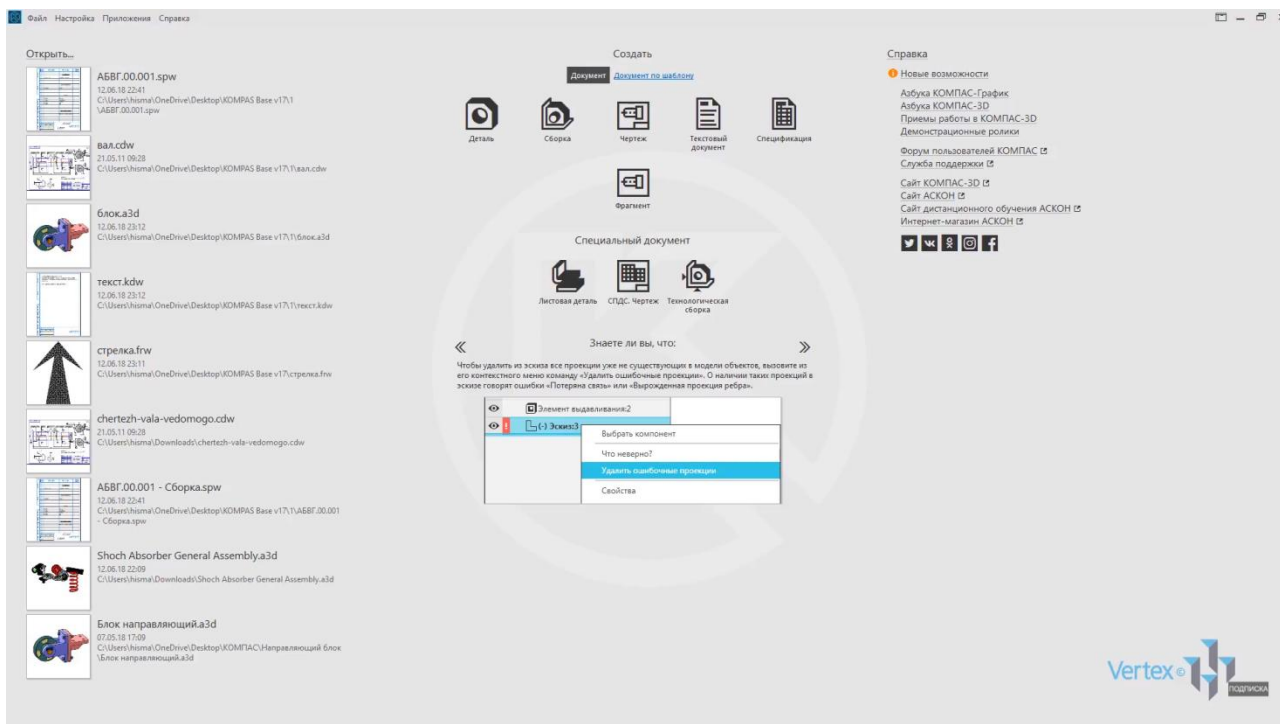 Файл Настройка Приложения Справка
Открыть...
АБВГ.00.001.spw
12.06.18 22:41
C:\Users\hisma\OneDrive\Desktop\KOMPAS Base v17\1
\АБВГ.00.001.spw
вал.cdw
21.05.11 09:28
C:\Users\hisma\OneDrive\Desktop\KOMPAS Base v17\1\вал.cdw
блок.a3d
12.06.18 23:12
C:\Users\hisma\OneDrive\Desktop\KOMPAS Base v17\1\блок.a3d
текст.kdw
12.06.18 23:12
C:\Users\hisma\OneDrive\Desktop\KOMPAS Base v17\1\текст.kdw
стрелка.frw
12.06.18 23:11
C:\Users\hisma\OneDrive\Desktop\KOMPAS Base v17\стрелка.frw
chertezh-vala-vedomogo.cdw
21.05.11 09:28
C:\Users\hisma\Downloads\chertezh-vala-vedomogo.cdw
АБВГ.00.001 - Сборка.spw
12.06.18 22:41
C:\Users\hisma\OneDrive\Desktop\KOMPAS Base v17\1\АБВГ.00.001
- Сборка.spw
Shoch Absorber General Assembly.a3d
12.06.18 22:09
C:\Users\hisma\Downloads\Shoch Absorber General Assembly.a3d
Блок направляющий.a3d
07.05.18 17:09
C:\Users\hisma\OneDrive\Desktop\КОМПАС\Направляющий блок
\Блок направляющий.a3d
Создать
Документ Документ по шаблону
Деталь Сборка Чертеж Текстовый документ Спецификация
Фрагмент
Специальный документ
Листовая деталь СПДС. Чертеж Технологическая сборка
Знаете ли вы, что:
Чтобы удалить из эскиза все проекции уже не существующих в модели объектов, вызовите из
его контекстного меню команду «Удалить ошибочные проекции». О наличии таких проекций в
эскизе говорят ошибки «Потеряна связь» или «Вырожденная проекция ребра».
Элемент выдавливания:2
(-) Эскиз:3
Выбрать компонент
Что неверно?
Удалить ошибочные проекции
Свойства
Справка
Новые возможности
Азбука КОМПАС-График
Азбука КОМПАС-3D
Приемы работы в КОМПАС-3D
Демонстрационные ролики
Форум пользователей КОМПАС
Служба поддержки
Сайт КОМПАС-3D
Сайт АСКОН
Сайт дистанционного обучения АСКОН
Интернет-магазин АСКОН
Vertex©
ПОДПИСКА